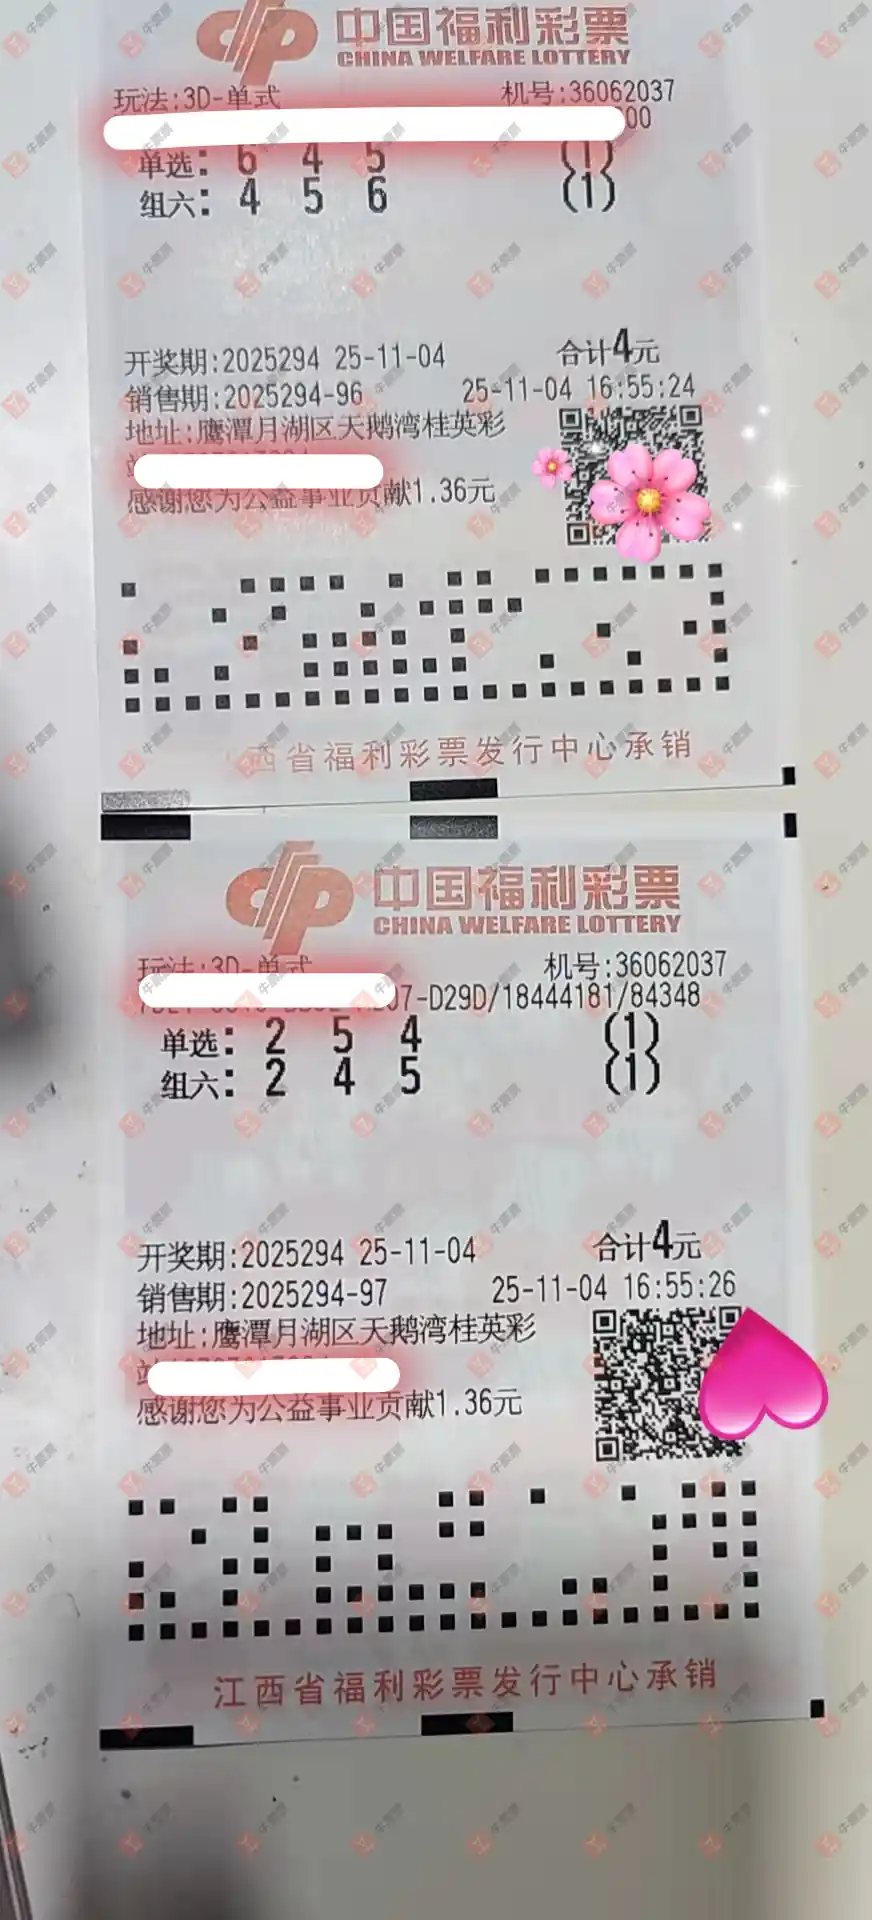 中国福利彩票
CHINA WELFARE LOTTERY
玩法:3D-单式 机号:36062037
单选: 6 4 5 (1)
组六: 4 5 6 (1)
开奖期:2025294 25-11-04 合计4元
销售期:2025294-96 25-11-04 16:55:24
地址:鹰潭月湖区天鹅湾桂英彩
感谢您为公益事业贡献1.36元
西省福利彩票发行中心承销
中国福利彩票
CHINA WELFARE LOTTERY
玩法:3D-单式 机号:36062037
07-D29D/18444181/84348
单选: 2 5 4 (1)
组六: 2 4 5 (1)
开奖期:2025294 25-11-04 合计4元
销售期:2025294-97 25-11-04 16:55:26
地址:鹰潭月湖区天鹅湾桂英彩
感谢您为公益事业贡献1.36元
江西省福利彩票发行中心承销